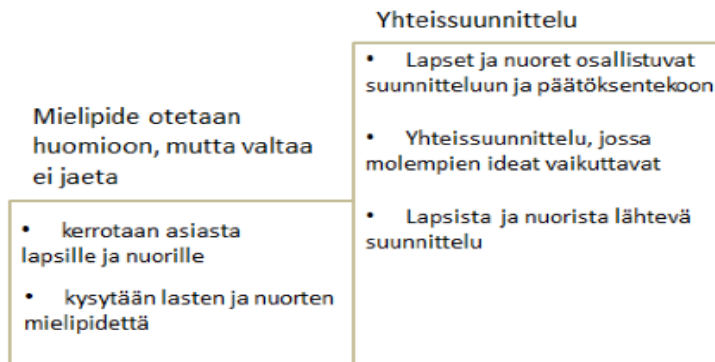 Yhteissuunnittelu
• Lapset ja nuoret osallistuvat
suunnitteluun ja päätöksentekoon
• Yhteissuunnittelu, jossa
molempien ideat vaikuttavat
• Lapsista ja nuorista lähtevä
suunnittelu
Mielipide otetaan
huomioon, mutta valtaa
ei jaeta
• kerrotaan asiasta
lapsille ja nuorille
• kysytään lasten ja nuorten
mielipidettä